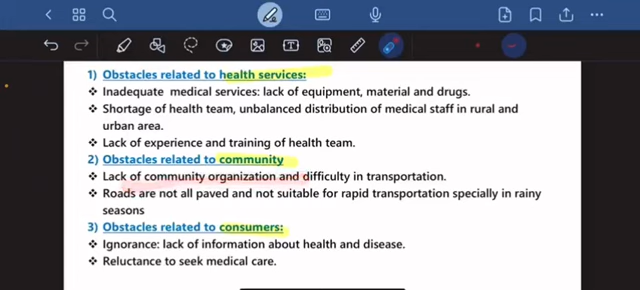 1) Obstacles related to health services:
❖ Inadequate medical services: lack of equipment, material and drugs.
❖ Shortage of health team, unbalanced distribution of medical staff in rural and
urban area.
❖ Lack of experience and training of health team.
2) Obstacles related to community
❖ Lack of community organization and difficulty in transportation.
❖ Roads are not all paved and not suitable for rapid transportation specially in rainy
seasons
3) Obstacles related to consumers:
❖ Ignorance: lack of information about health and disease.
❖ Reluctance to seek medical care.